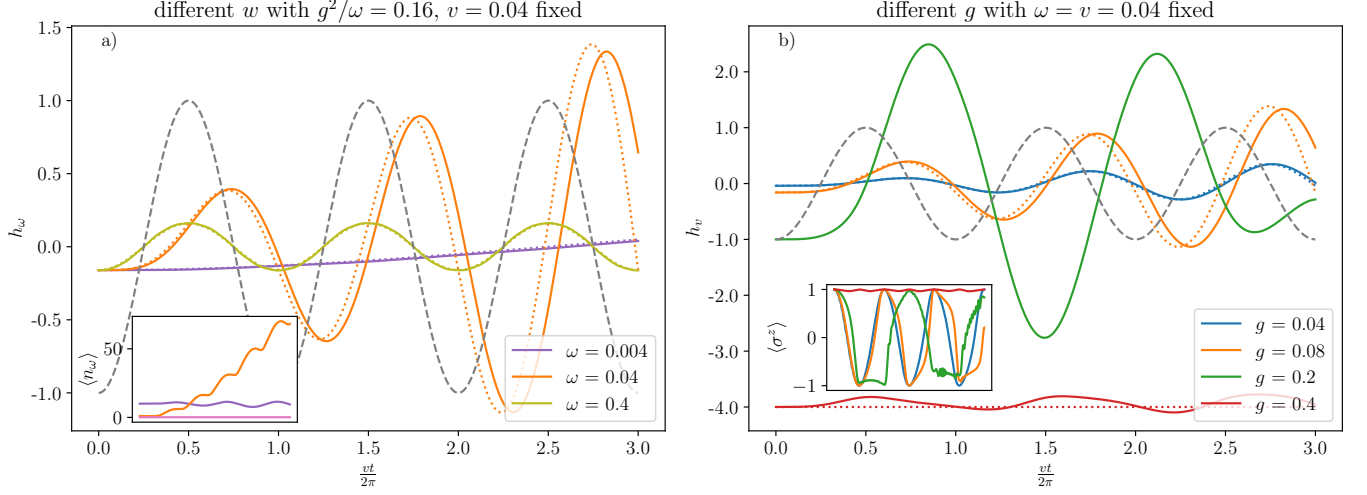 different w with g²/ω = 0.16, v = 0.04 fixed
a)
1.5
1.0
0.5
0.0
-0.5
-1.0
h_ω
50
0
⟨n_ω⟩
ω = 0.004
ω = 0.04
ω = 0.4
0.0 0.5 1.0 1.5 2.0 2.5 3.0
vt/2π
different g with ω = v = 0.04 fixed
b)
2.0
1.0
0.0
-1.0
-2.0
-3.0
-4.0
h_v
1
0
−1
⟨σ^z⟩
g = 0.04
g = 0.08
g = 0.2
g = 0.4
0.0 0.5 1.0 1.5 2.0 2.5 3.0
vt/2π